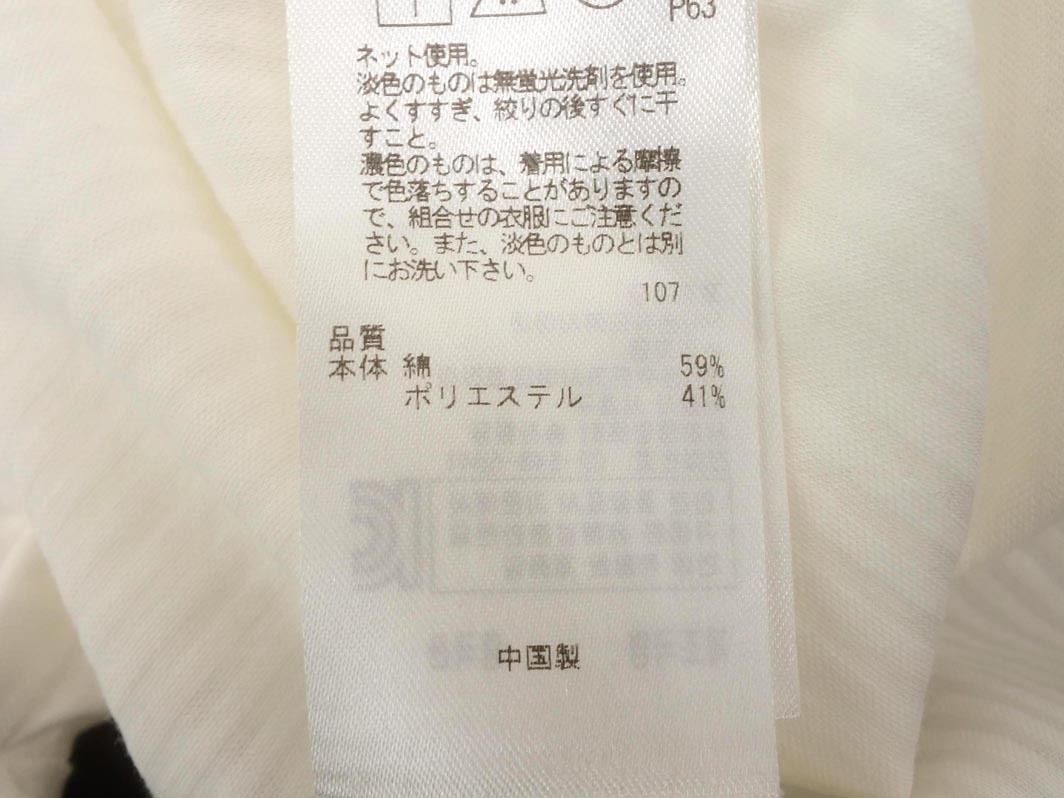 P63
ネット使用。
淡色のものは無蛍光洗剤を使用。
よくすすぎ、絞りの後すぐに干
すこと。
濃色のものは、着用による摩擦
で色落ちすることがありますの
で、組合せの衣服にご注意くだ
さい。また、淡色のものとは別
にお洗い下さい。
107
品質
本体 綿 59%
ポリエステル 41%
中国製